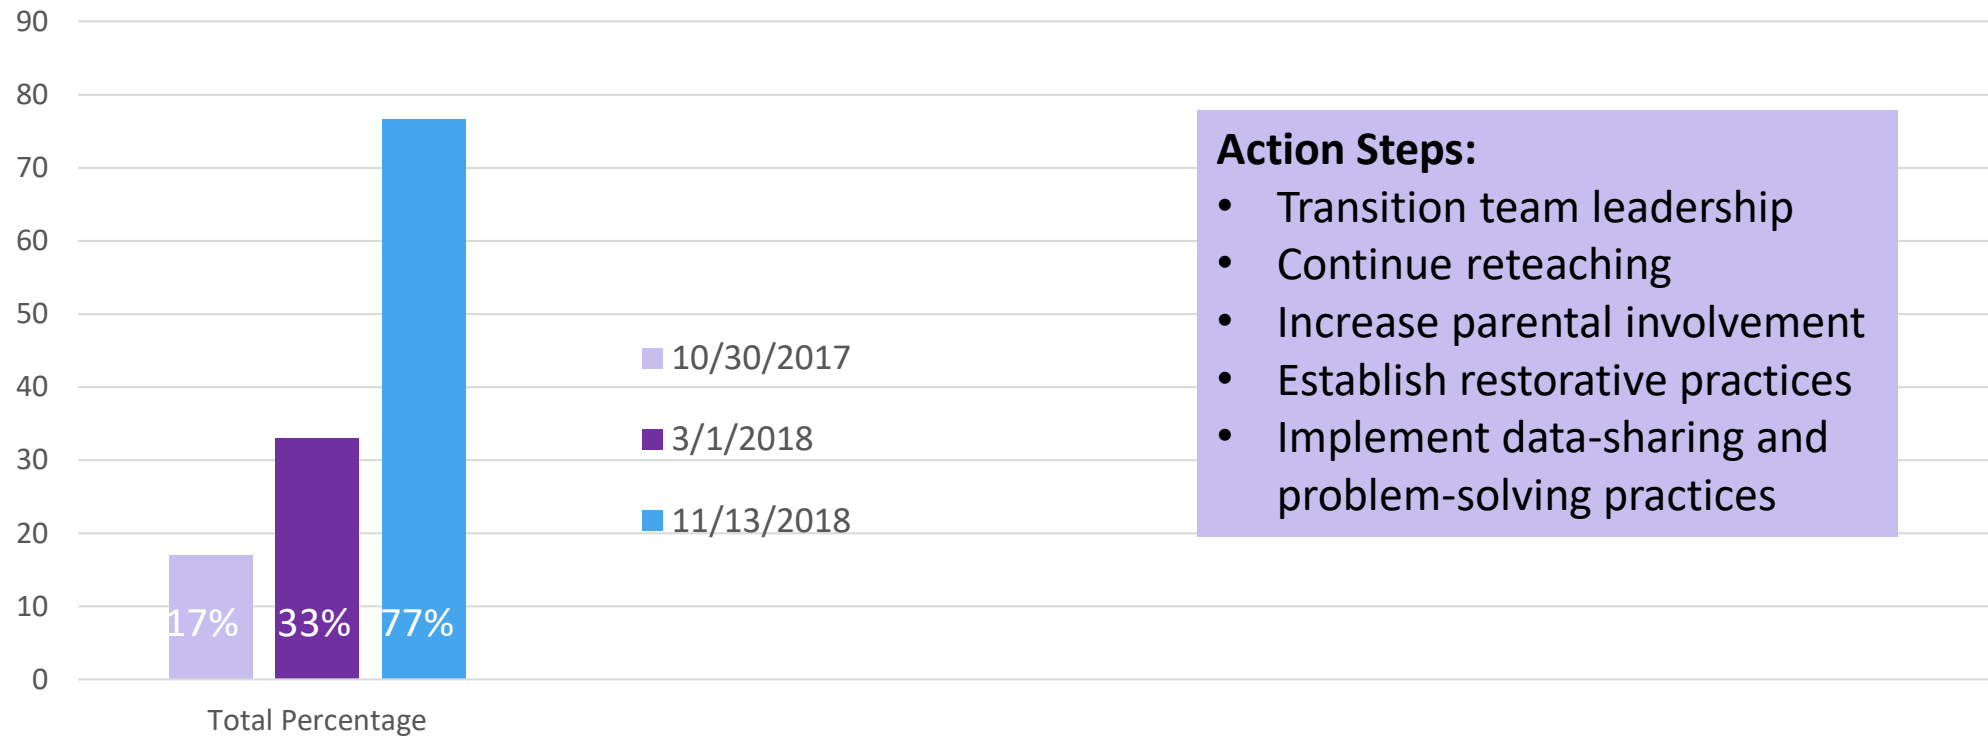 90
80
70
60
50
40
30
20
10
0
17%
33%
77%
Total Percentage
10/30/2017
3/1/2018
11/13/2018
Action Steps:
• Transition team leadership
• Continue reteaching
• Increase parental involvement
• Establish restorative practices
• Implement data-sharing and
problem-solving practices